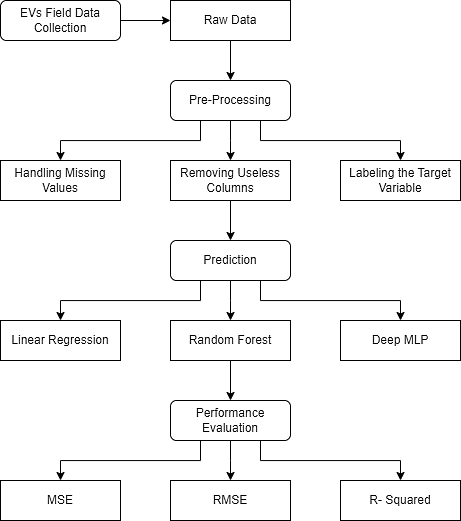 EVs Field Data
Collection
Raw Data
Pre-Processing
Handling Missing
Values
Removing Useless
Columns
Labeling the Target
Variable
Prediction
Linear Regression
Random Forest
Deep MLP
Performance
Evaluation
MSE
RMSE
R- Squared